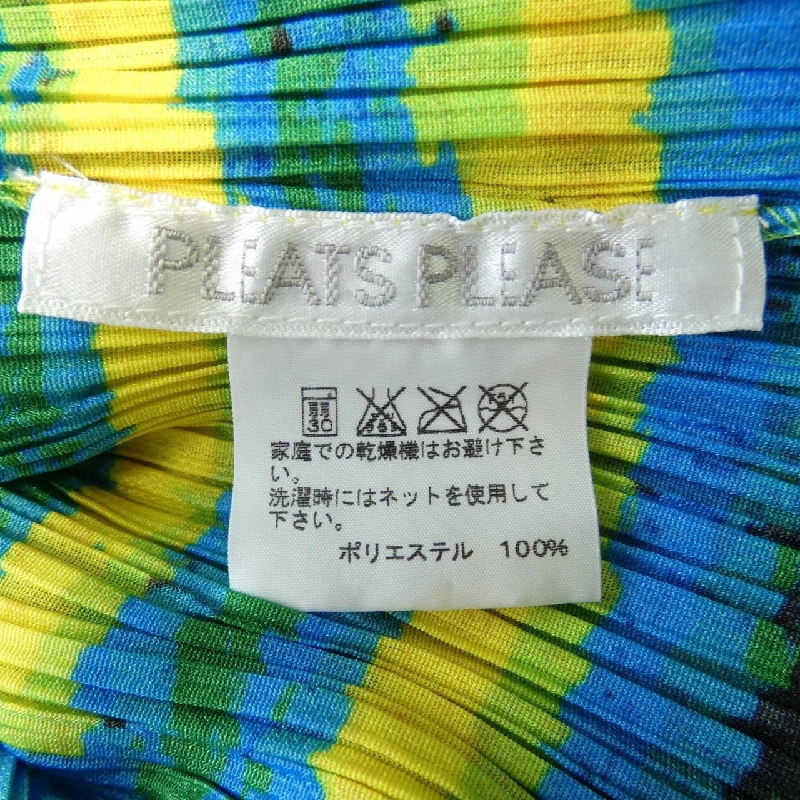 PLEATS PLEASE
弱 30
家庭での乾燥機はお避け下さ
い。
洗濯時にはネットを使用して
下さい。
ポリエステル 100%